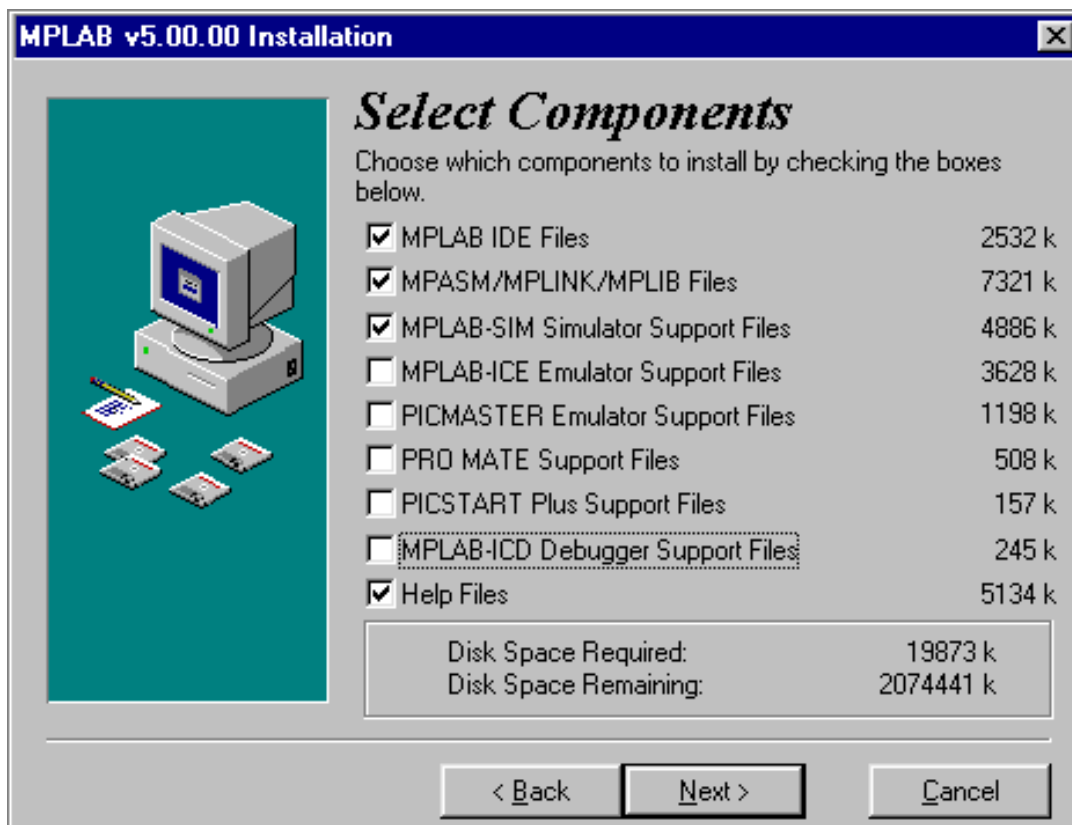 MPLAB v5.00.00 Installation
Select Components
Choose which components to install by checking the boxes
below.
MPLAB IDE Files 2532 k
MPASM/MPLINK/MPLIB Files 7321 k
MPLAB-SIM Simulator Support Files 4886 k
MPLAB-ICE Emulator Support Files 3628 k
PICMASTER Emulator Support Files 1198 k
PRO MATE Support Files 508 k
PICSTART Plus Support Files 157 k
MPLAB-ICD Debugger Support Files 245 k
Help Files 5134 k
Disk Space Required: 19873 k
Disk Space Remaining: 2074441 k
< Back Next > Cancel